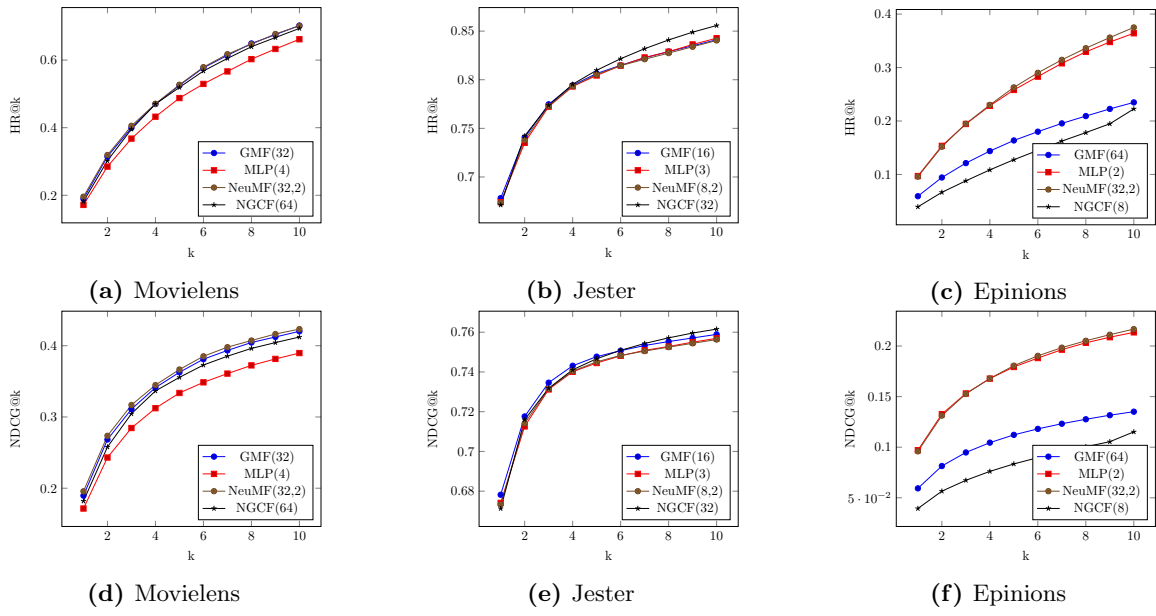 HR@k
0.6
0.4
0.2
GMF(32)
MLP(4)
NeuMF(32,2)
NGCF(64)
2 4 6 8 10
k
(a) Movielens
HR@k
0.85
0.8
0.75
0.7
GMF(16)
MLP(3)
NeuMF(8,2)
NGCF(32)
2 4 6 8 10
k
(b) Jester
HR@k
0.4
0.3
0.2
0.1
GMF(64)
MLP(2)
NeuMF(32,2)
NGCF(8)
2 4 6 8 10
k
(c) Epinions
NDCG@k
0.4
0.3
0.2
GMF(32)
MLP(4)
NeuMF(32,2)
NGCF(64)
2 4 6 8 10
k
(d) Movielens
NDCG@k
0.76
0.74
0.72
0.7
0.68
GMF(16)
MLP(3)
NeuMF(8,2)
NGCF(32)
2 4 6 8 10
k
(e) Jester
NDCG@k
0.2
0.15
0.1
5 · 10⁻²
GMF(64)
MLP(2)
NeuMF(32,2)
NGCF(8)
2 4 6 8 10
k
(f) Epinions